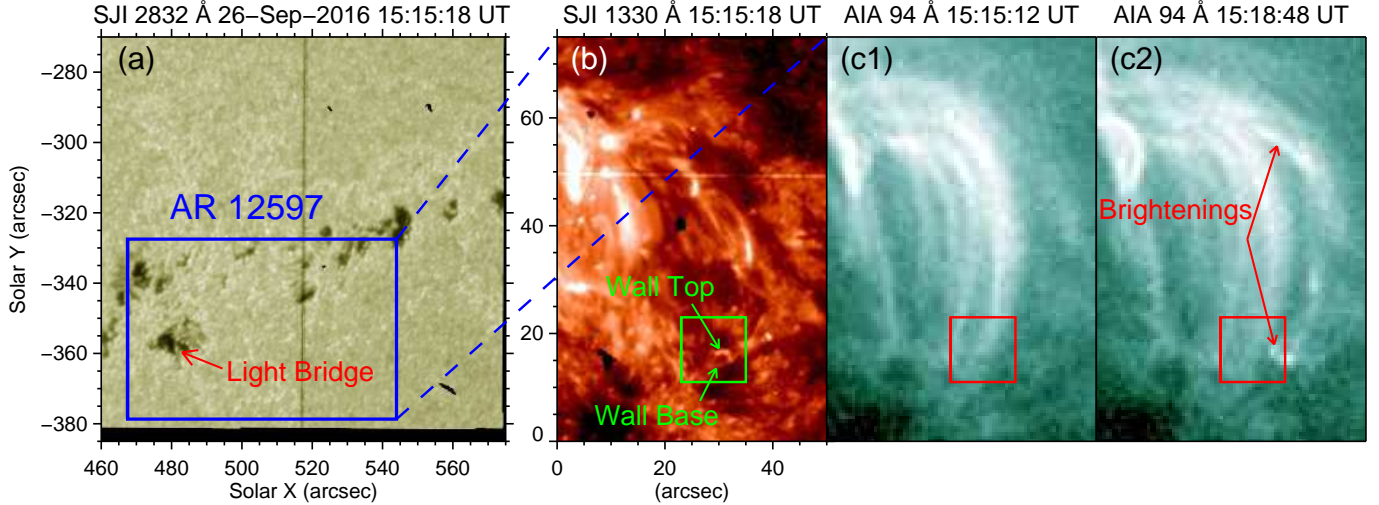 SJI 2832 Å 26−Sep−2016 15:15:18 UT
SJI 1330 Å 15:15:18 UT
AIA 94 Å 15:15:12 UT
AIA 94 Å 15:18:48 UT
(a)
(b)
(c1)
(c2)
Solar Y (arcsec)
−280
−300
−320
−340
−360
−380
AR 12597
Light Bridge
460 480 500 520 540 560
Solar X (arcsec)
60
40
20
0
Wall Top
Wall Base
0 20 40
(arcsec)
Brightenings